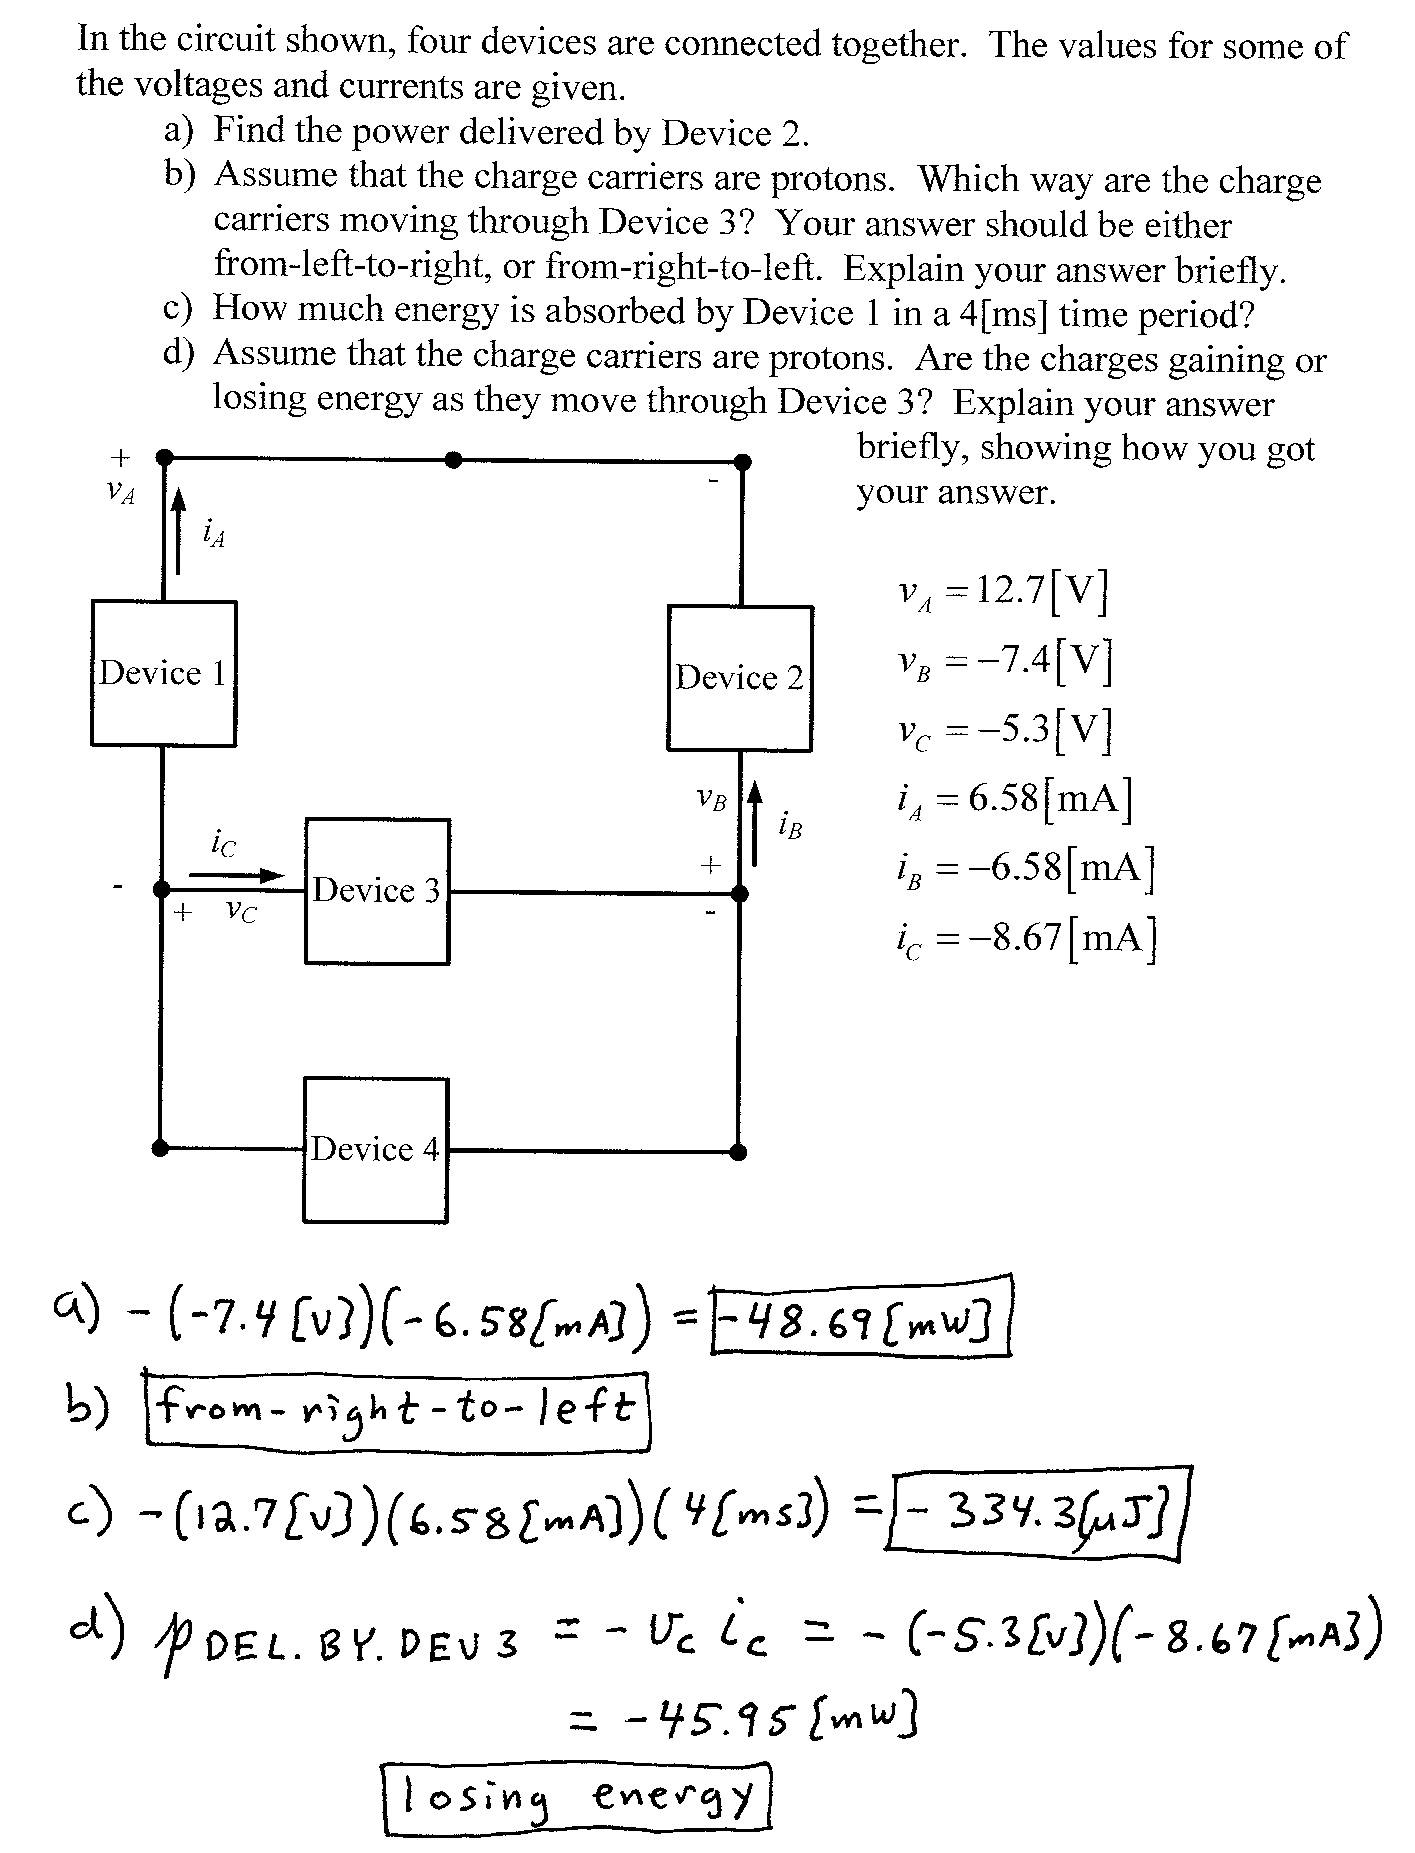 In the circuit shown, four devices are connected together. The values for some of
the voltages and currents are given.
a) Find the power delivered by Device 2.
b) Assume that the charge carriers are protons. Which way are the charge
carriers moving through Device 3? Your answer should be either
from-left-to-right, or from-right-to-left. Explain your answer briefly.
c) How much energy is absorbed by Device 1 in a 4[ms] time period?
d) Assume that the charge carriers are protons. Are the charges gaining or
losing energy as they move through Device 3? Explain your answer
briefly, showing how you got
your answer.
+
-
vA
iA
vA = 12.7[V]
Device 1
Device 2
vB = -7.4[V]
vC = -5.3[V]
vB
iB
iA = 6.58[mA]
iC
+
iB = -6.58[mA]
-
Device 3
+ vC
-
iC = -8.67[mA]
Device 4
a) -(-7.4[V])(-6.58[mA]) = -48.69[mW]
b) from-right-to-left
c) -(12.7[V])(6.58[mA])(4[ms]) = -334.3[μJ]
d) P DEL. BY. DEV 3 = - vc ic = - (-5.3[V])(-8.67[mA])
= -45.95[mW]
losing energy